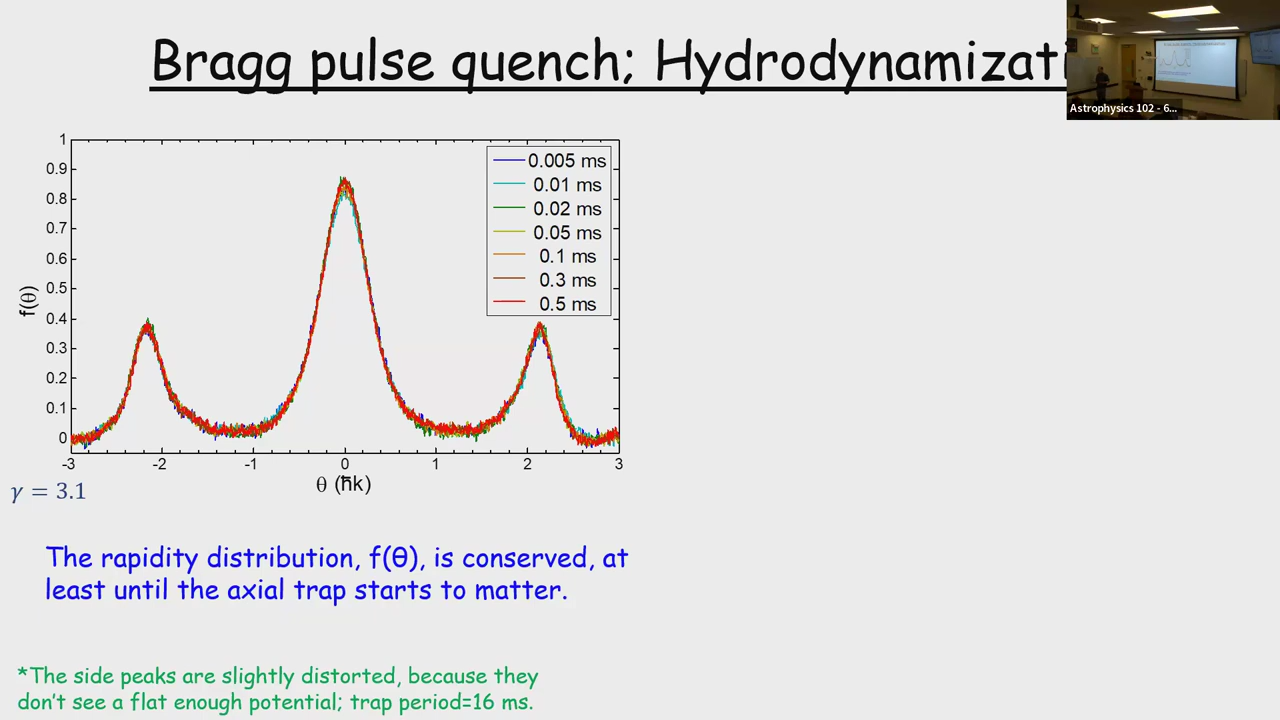 Bragg pulse quench; Hydrodynamizati
Astrophysics 102 - 6...
1
0.9
0.8
0.7
0.6
0.5
0.4
0.3
0.2
0.1
0
f(θ)
0.005 ms
0.01 ms
0.02 ms
0.05 ms
0.1 ms
0.3 ms
0.5 ms
-3 -2 -1 0 1 2 3
θ (ħk)
γ = 3.1
The rapidity distribution, f(θ), is conserved, at
least until the axial trap starts to matter.
*The side peaks are slightly distorted, because they
don't see a flat enough potential; trap period=16 ms.